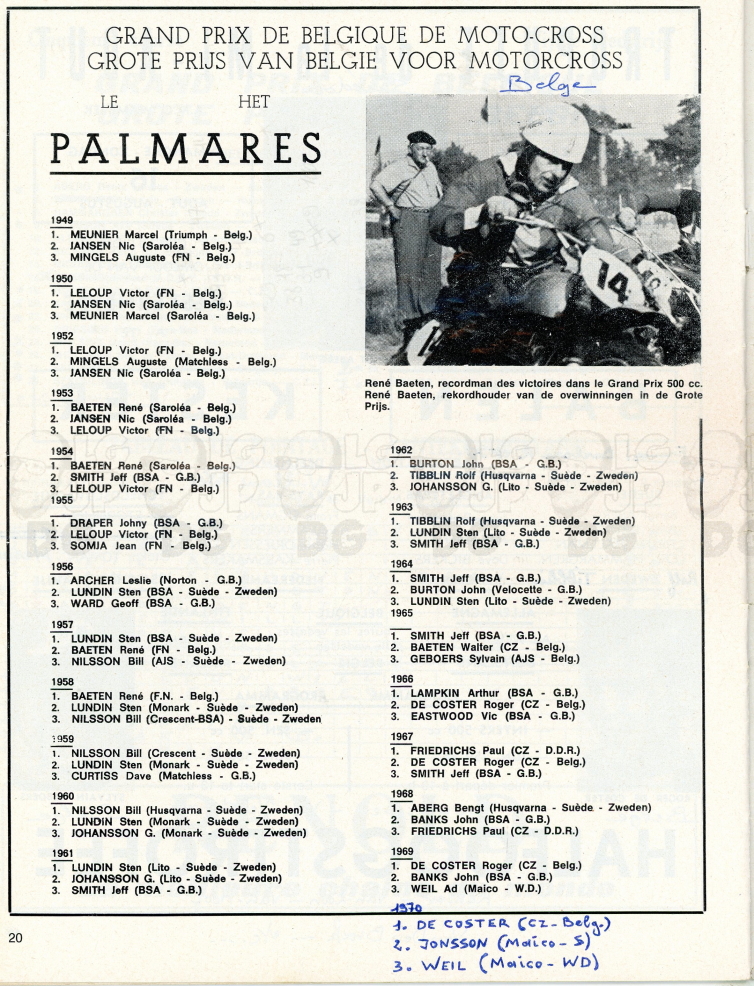 GRAND PRIX DE BELGIQUE DE MOTO-CROSS
GROTE PRIJS VAN BELGIE VOOR MOTORCROSS
Belge
LE HET
PALMARES
1949
1. MEUNIER Marcel (Triumph - Belg.)
2. JANSEN Nic (Saroléa - Belg.)
3. MINGELS Auguste (FN - Belg.)
1950
1. LELOUP Victor (FN - Belg.)
2. JANSEN Nic (Saroléa - Belg.)
3. MEUNIER Marcel (Saroléa - Belg.)
1952
1. LELOUP Victor (FN - Belg.)
2. MINGELS Auguste (Matchless - Belg.)
3. JANSEN Nic (Saroléa - Belg.)
1953
1. BAETEN René (Saroléa - Belg.)
2. JANSEN Nic (Saroléa - Belg.)
3. LELOUP Victor (FN - Belg.)
1954
1. BAETEN René (Saroléa - Belg.)
2. SMITH Jeff (BSA - G.B.)
3. LELOUP Victor (FN - Belg.)
1955
1. DRAPER Johny (BSA - G.B.)
2. LELOUP Victor (FN - Belg.)
3. SOMJA Jean (FN - Belg.)
1956
1. ARCHER Leslie (Norton - G.B.)
2. LUNDIN Sten (BSA - Suède - Zweden)
3. WARD Geoff (BSA - G.B.)
1957
1. LUNDIN Sten (BSA - Suède - Zweden)
2. BAETEN René (FN - Belg.)
3. NILSSON Bill (AJS - Suède - Zweden)
1958
1. BAETEN René (F.N. - Belg.)
2. LUNDIN Sten (Monark - Suède - Zweden)
3. NILSSON Bill (Crescent-BSA) - Suède - Zweden
1959
1. NILSSON Bill (Crescent - Suède - Zweden)
2. LUNDIN Sten (Monark - Suède - Zweden)
3. CURTISS Dave (Matchless - G.B.)
1960
1. NILSSON Bill (Husqvarna - Suède - Zweden)
2. LUNDIN Sten (Monark - Suède - Zweden)
3. JOHANSSON G. (Monark - Suède - Zweden)
1961
1. LUNDIN Sten (Lito - Suède - Zweden)
2. JOHANSSON G. (Lito - Suède - Zweden)
3. SMITH Jeff (BSA - G.B.)
14
René Baeten, recordman des victoires dans le Grand Prix 500 cc.
René Baeten, rekordhouder van de overwinningen in de Grote
Prijs.
1962
1. BURTON John (BSA - G.B.)
2. TIBBLIN Rolf (Husqvarna - Suède - Zweden)
3. JOHANSSON G. (Lito - Suède - Zweden)
1963
1. TIBBLIN Rolf (Husqvarna - Suède - Zweden)
2. LUNDIN Sten (Lito - Suède - Zweden)
3. SMITH Jeff (BSA - G.B.)
1964
1. SMITH Jeff (BSA - G.B.)
2. BURTON John (Velocette - G.B.)
3. LUNDIN Sten (Lito - Suède - Zweden)
1965
1. SMITH Jeff (BSA - G.B.)
2. BAETEN Walter (CZ - Belg.)
3. GEBOERS Sylvain (AJS - Belg.)
1966
1. LAMPKIN Arthur (BSA - G.B.)
2. DE COSTER Roger (CZ - Belg.)
3. EASTWOOD Vic (BSA - G.B.)
1967
1. FRIEDRICHS Paul (CZ - D.D.R.)
2. DE COSTER Roger (CZ - Belg.)
3. SMITH Jeff (BSA - G.B.)
1968
1. ABERG Bengt (Husqvarna - Suède - Zweden)
2. BANKS John (BSA - G.B.)
3. FRIEDRICHS Paul (CZ - D.D.R.)
1969
1. DE COSTER Roger (CZ - Belg.)
2. BANKS John (BSA - G.B.)
3. WEIL Ad (Maico - W.D.)
1970
1. DE COSTER (CZ-Belg.)
2. JONSSON (Maico - S)
3. WEIL (Maico - WD)
20